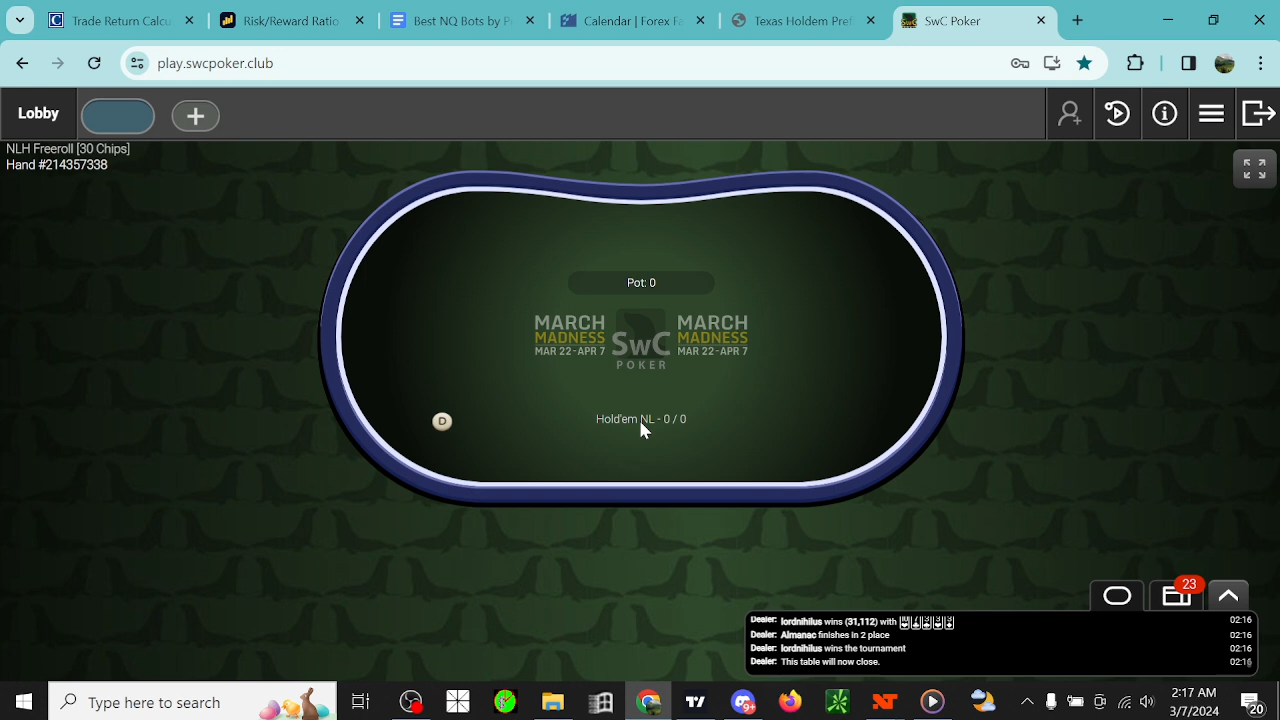 Trade Return Calcu
Risk/Reward Ratio
Best NQ Bots by P
Calendar | Forex Fa
Texas Holdem Pref
SwC Poker
play.swcpoker.club
Lobby
NLH Freeroll [30 Chips]
Hand #214357338
Pot: 0
MARCH MADNESS MAR 22-APR 7
SwC POKER
MARCH MADNESS MAR 22-APR 7
D
Hold'em NL - 0 / 0
23
Dealer: lordnihilus wins (31,112) with 02:16
Dealer: Almanac finishes in 2 place 02:16
Dealer: lordnihilus wins the tournament 02:16
Dealer: This table will now close. 02:16
Type here to search
9+
2:17 AM
3/7/2024
20